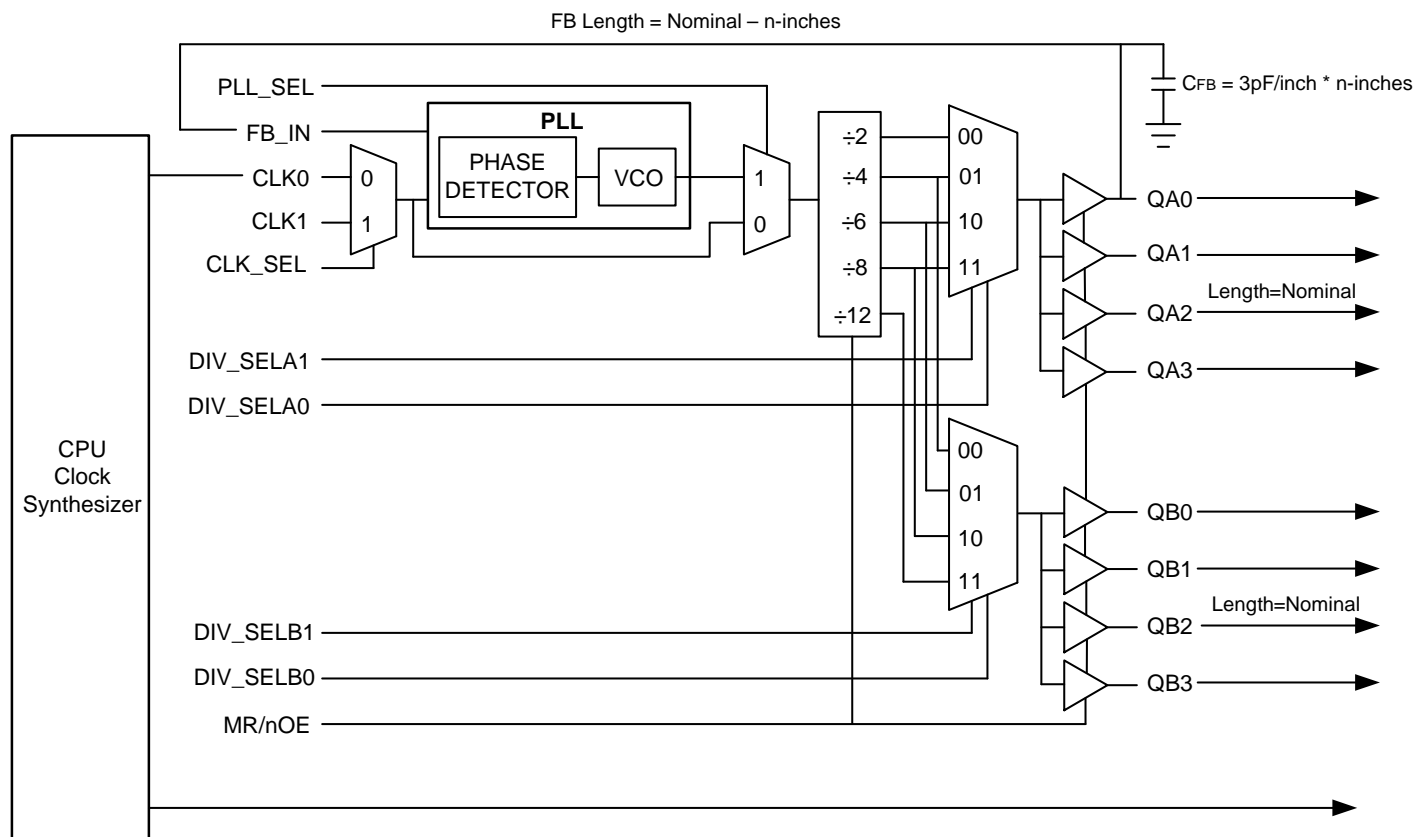 FB Length = Nominal – n-inches
CFB = 3pF/inch * n-inches
PLL_SEL
FB_IN
PLL
PHASE
DETECTOR
VCO
CLK0
CLK1
CLK_SEL
0
1
1
0
÷2
÷4
÷6
÷8
÷12
00
01
10
11
QA0
QA1
Length=Nominal
QA2
QA3
DIV_SELA1
DIV_SELA0
CPU
Clock
Synthesizer
00
01
10
11
QB0
QB1
Length=Nominal
QB2
QB3
DIV_SELB1
DIV_SELB0
MR/nOE